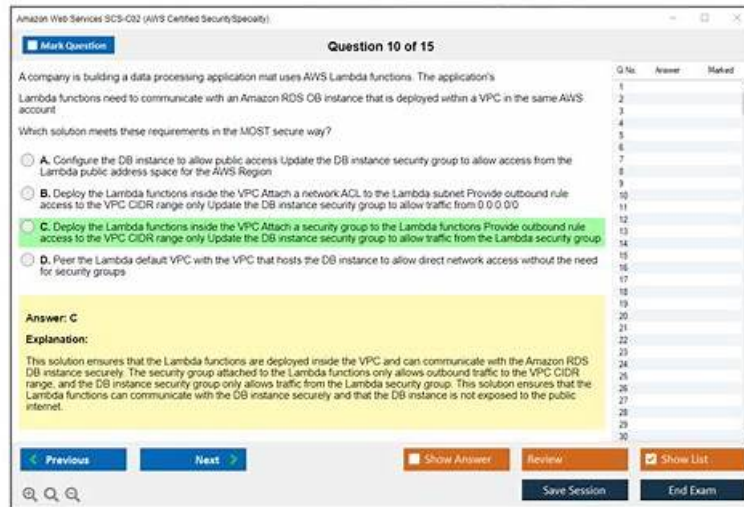 Amazon Web Services SCS-C02 (AWS Certified SecuritySpecialty)
Mark Question
Question 10 of 15
A company is building a data processing application mat uses AWS Lambda functions. The application's
Lambda functions need to communicate with an Amazon RDS OB instance that is deployed within a VPC in the same AWS
account
Which solution meets these requirements in the MOST secure way?
A. Configure the DB instance to allow public access Update the DB instance security group to allow access from the
Lambda public address space for the AWS Region
B. Deploy the Lambda functions inside the VPC Attach a network ACL to the Lambda subnet Provide outbound rule
access to the VPC CIDR range only Update the DB instance security group to allow traffic from 0.0.0.0/0
C. Deploy the Lambda functions inside the VPC Attach a security group to the Lambda functions Provide outbound rule
access to the VPC CIDR range only Update the DB instance security group to allow traffic from the Lambda security group
D. Peer the Lambda default VPC with the VPC that hosts the DB instance to allow direct network access without the need
for security groups
Answer: C
Explanation:
This solution ensures that the Lambda functions are deployed inside the VPC and can communicate with the Amazon RDS
DB instance securely. The security group attached to the Lambda functions only allows outbound traffic to the VPC CIDR
range, and the DB instance security group only allows traffic from the Lambda security group. This solution ensures that the
Lambda functions can communicate with the DB instance securely and that the DB instance is not exposed to the public
internet.
Q No. Answer Marked
1
2
3
4
5
6
7
8
9
10
11
12
13
14
15
16
17
18
19
20
21
22
23
24
25
26
27
28
29
30
Previous
Next
Show Answer
Review
Show List
Save Session
End Exam